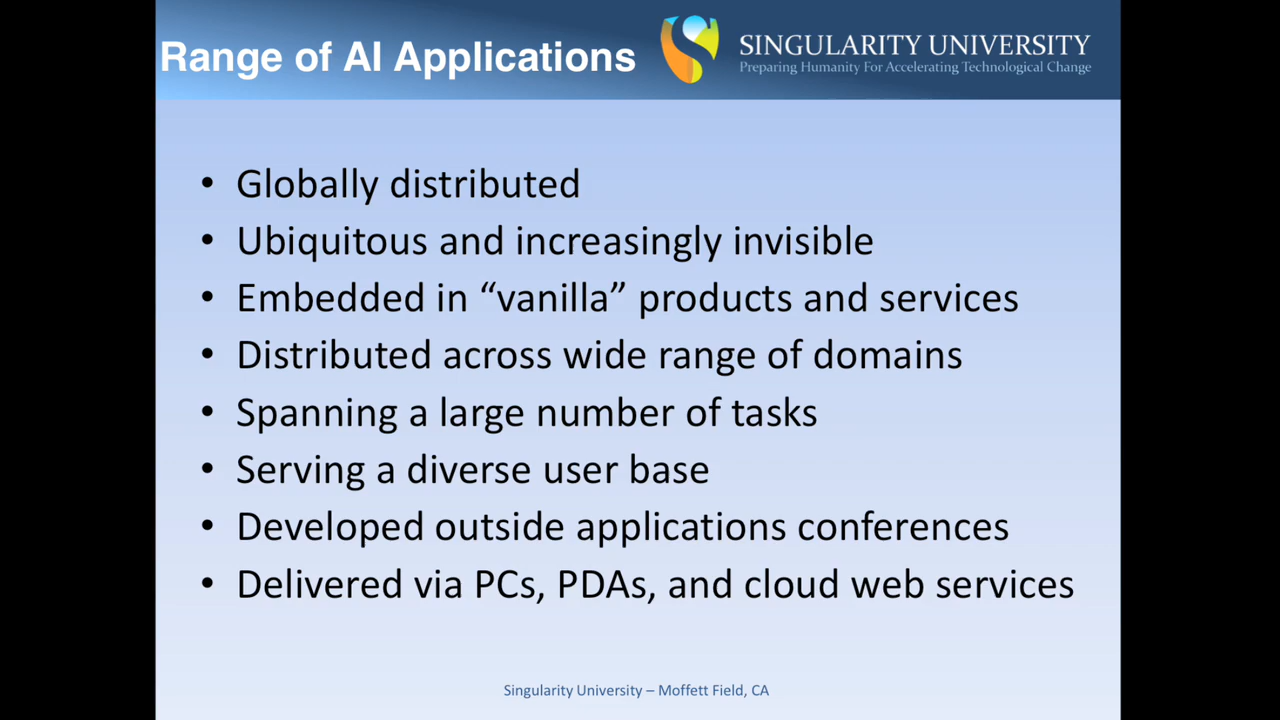 Range of AI Applications
SINGULARITY UNIVERSITY
Preparing Humanity For Accelerating Technological Change
• Globally distributed
• Ubiquitous and increasingly invisible
• Embedded in “vanilla” products and services
• Distributed across wide range of domains
• Spanning a large number of tasks
• Serving a diverse user base
• Developed outside applications conferences
• Delivered via PCs, PDAs, and cloud web services
Singularity University – Moffett Field, CA